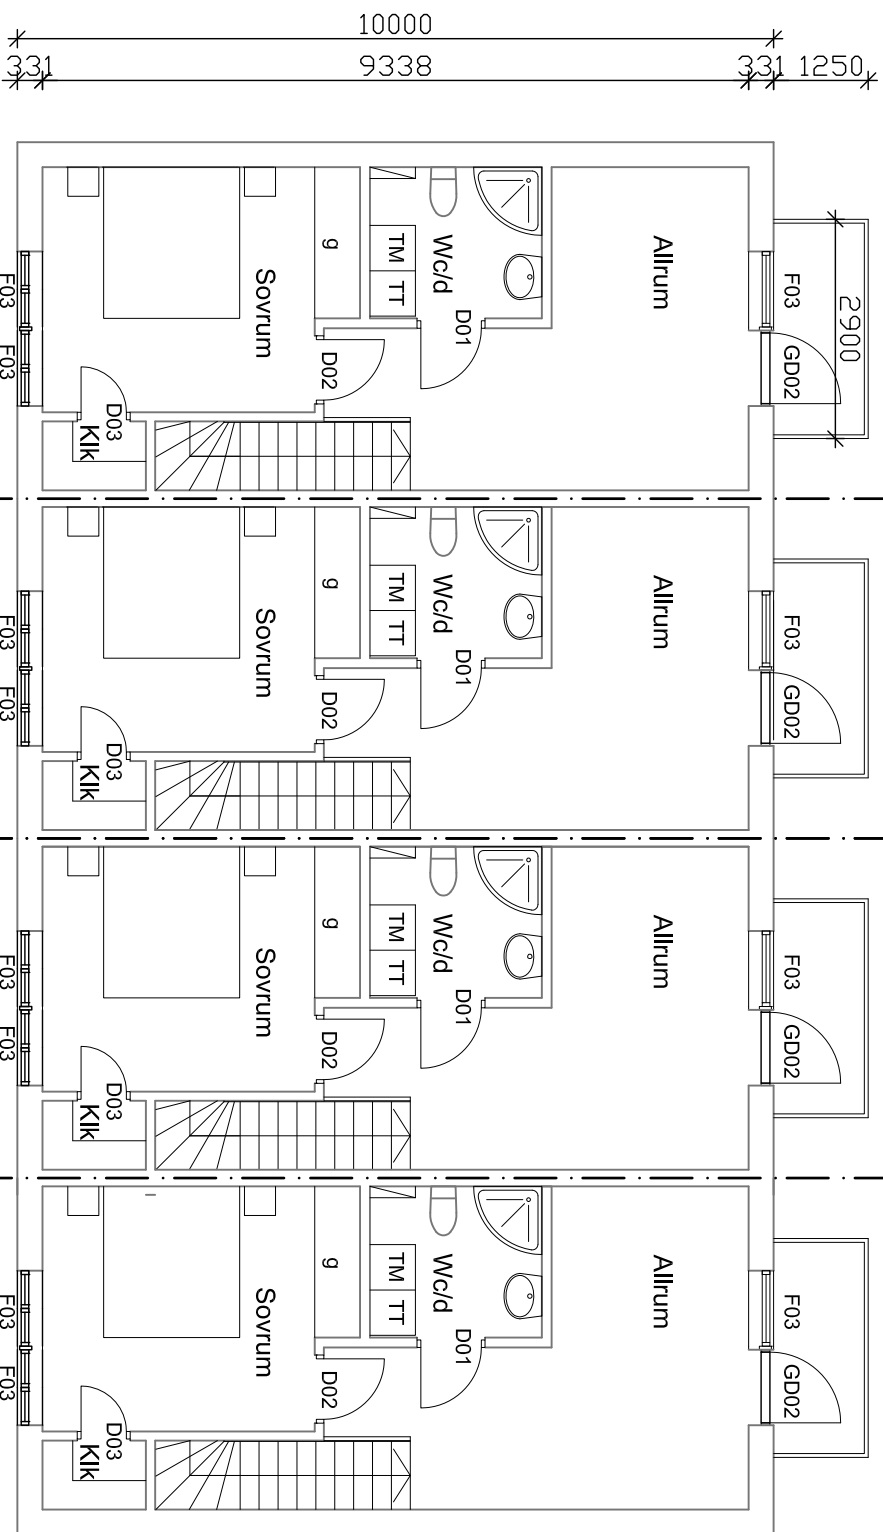 10000
331 9338 331 1250
2900
F03
GD02
Allrum
Wc/d
D01
TM
TT
g
D02
Sovrum
D03
Klk
F03
F03
F03
GD02
Allrum
Wc/d
D01
TM
TT
g
D02
Sovrum
D03
Klk
F03
F03
F03
GD02
Allrum
Wc/d
D01
TM
TT
g
D02
Sovrum
D03
Klk
F03
F03
F03
GD02
Allrum
Wc/d
D01
TM
TT
g
D02
Sovrum
D03
Klk
F03
F03